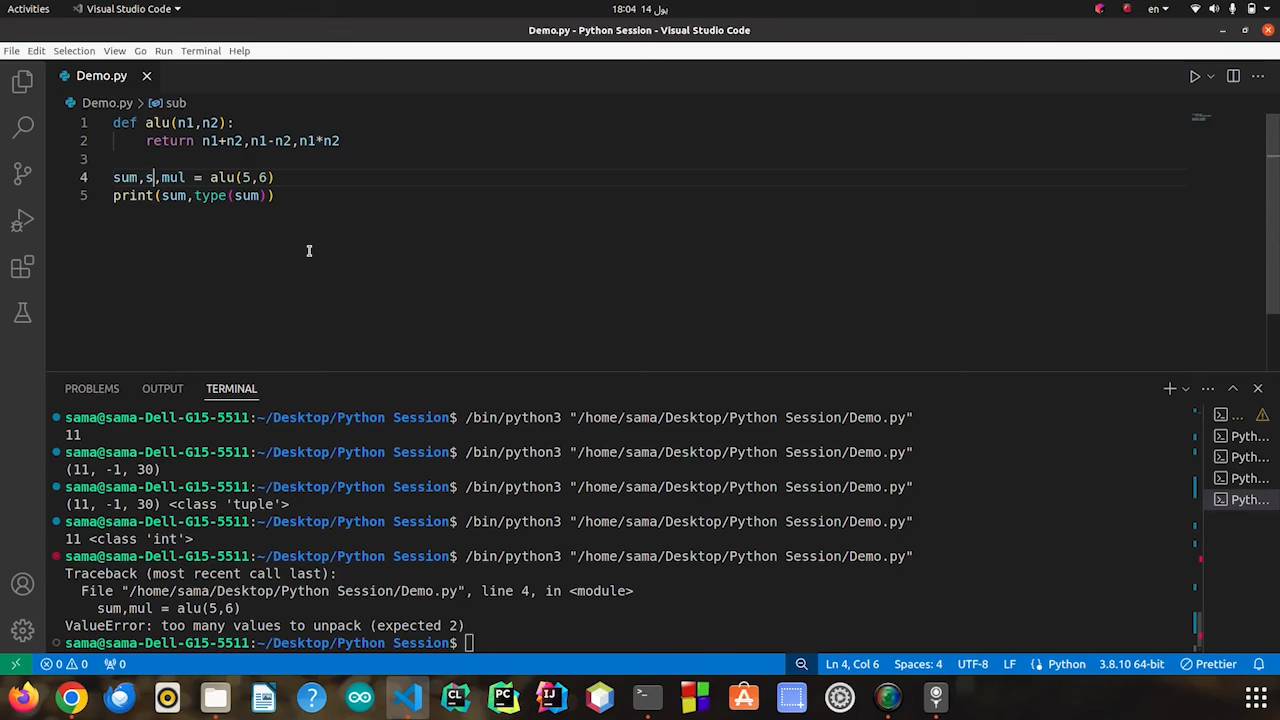 Activities
Visual Studio Code
18:04 14 يول
en
Demo.py - Python Session - Visual Studio Code
File Edit Selection View Go Run Terminal Help
Demo.py
Demo.py > sub
1 def alu(n1,n2):
2 return n1+n2,n1-n2,n1*n2
3
4 sum,s,mul = alu(5,6)
5 print(sum,type(sum))
PROBLEMS OUTPUT TERMINAL
sama@sama-Dell-G15-5511:~/Desktop/Python Session$ /bin/python3 "/home/sama/Desktop/Python Session/Demo.py"
11
sama@sama-Dell-G15-5511:~/Desktop/Python Session$ /bin/python3 "/home/sama/Desktop/Python Session/Demo.py"
(11, -1, 30)
sama@sama-Dell-G15-5511:~/Desktop/Python Session$ /bin/python3 "/home/sama/Desktop/Python Session/Demo.py"
(11, -1, 30) <class 'tuple'>
sama@sama-Dell-G15-5511:~/Desktop/Python Session$ /bin/python3 "/home/sama/Desktop/Python Session/Demo.py"
11 <class 'int'>
sama@sama-Dell-G15-5511:~/Desktop/Python Session$ /bin/python3 "/home/sama/Desktop/Python Session/Demo.py"
Traceback (most recent call last):
File "/home/sama/Desktop/Python Session/Demo.py", line 4, in <module>
sum,mul = alu(5,6)
ValueError: too many values to unpack (expected 2)
sama@sama-Dell-G15-5511:~/Desktop/Python Session$
...
Pyth...
Pyth...
Pyth...
Pyth...
0 0 0
Ln 4, Col 6 Spaces: 4 UTF-8 LF Python 3.8.10 64-bit Prettier
CL PC IJ